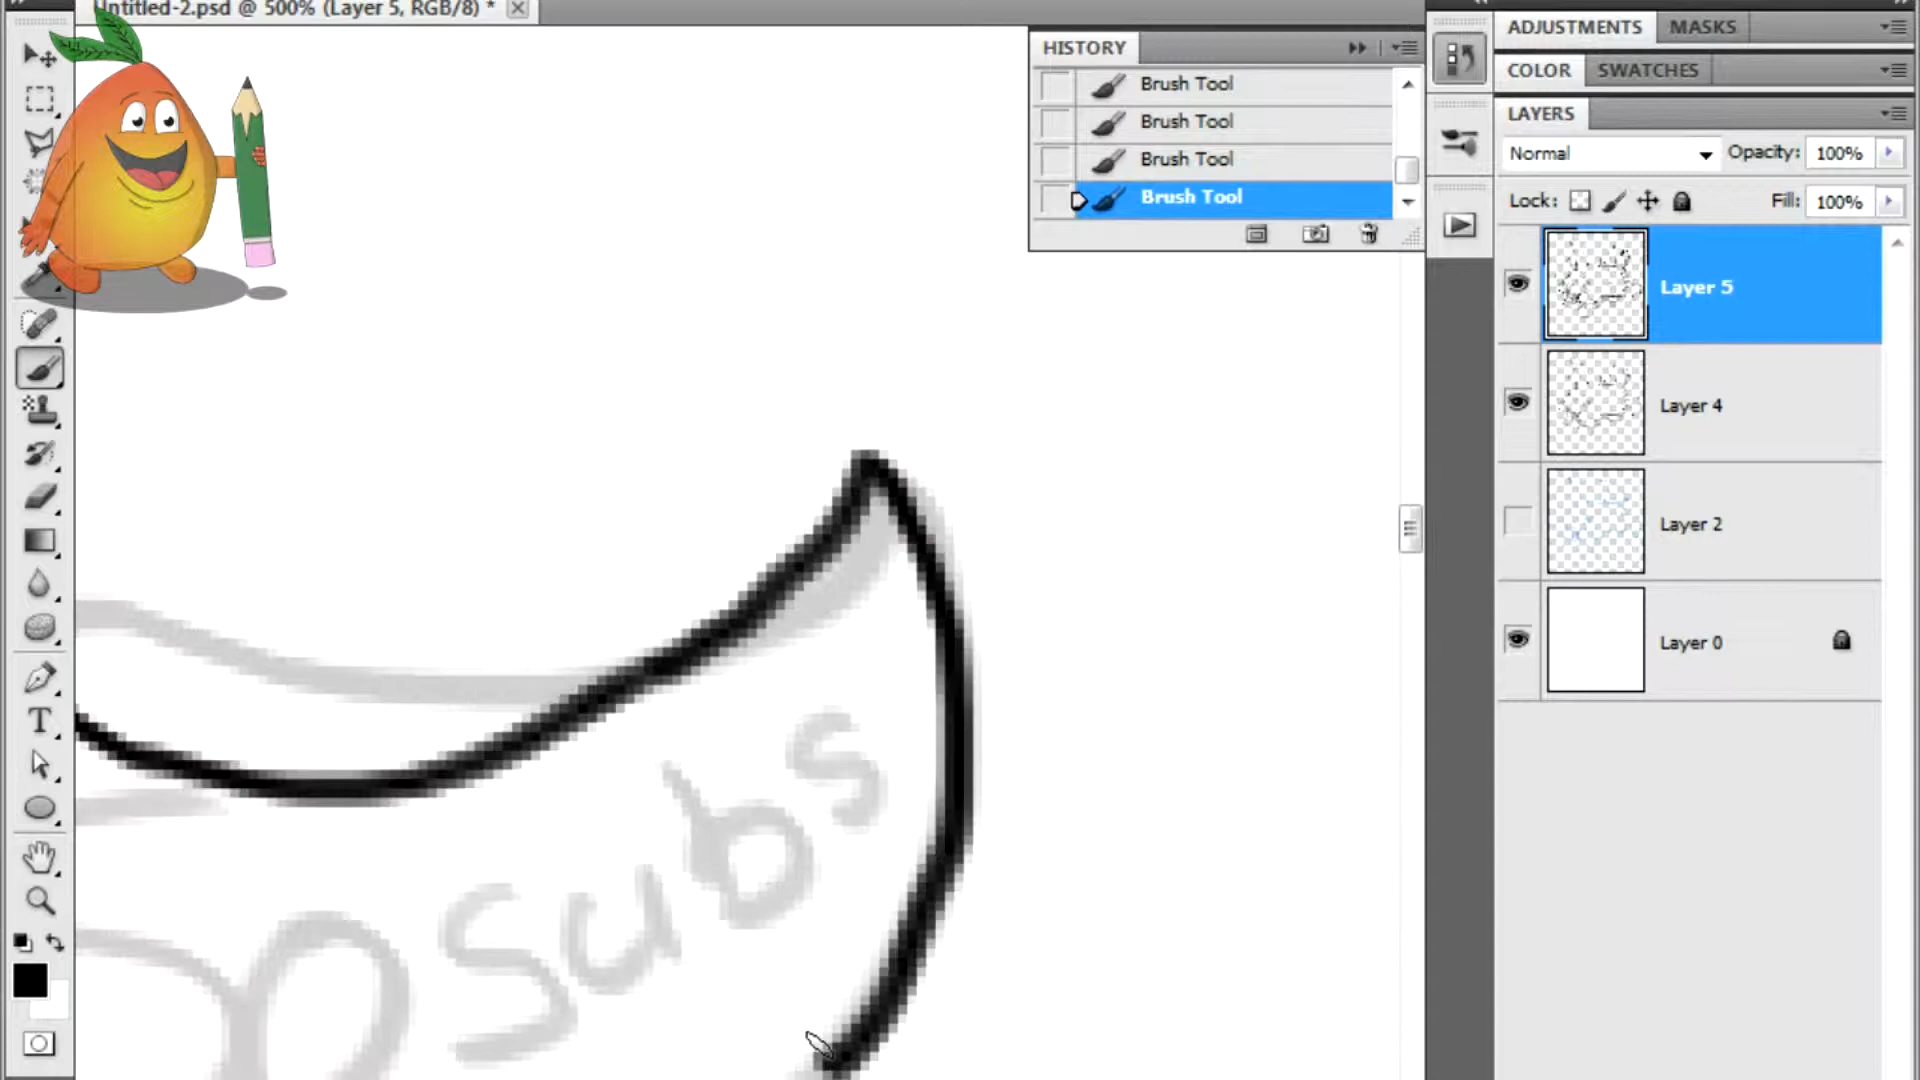 Untitled-2.psd @ 500% (Layer 5, RGB/8) *
HISTORY
Brush Tool
Brush Tool
Brush Tool
Brush Tool
ADJUSTMENTS MASKS
COLOR SWATCHES
LAYERS
Normal Opacity: 100%
Lock: Fill: 100%
Layer 5
Layer 4
Layer 2
Layer 0
T
Subs